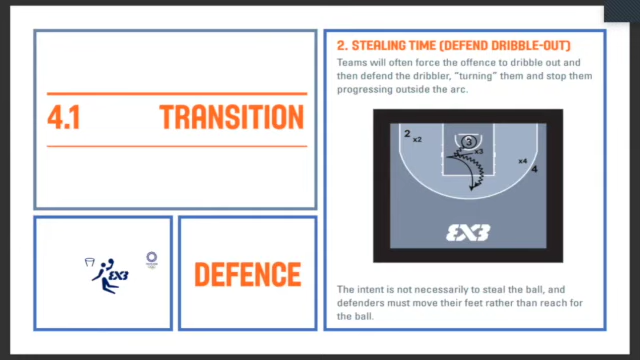 4.1 TRANSITION
DEFENCE
3X3
2. STEALING TIME (DEFEND DRIBBLE-OUT)
Teams will often force the offence to dribble out and
then defend the dribbler, “turning” them and stop them
progressing outside the arc.
2
x2
3
x3
x4
4
3X3
The intent is not necessarily to steal the ball, and
defenders must move their feet rather than reach for
the ball.